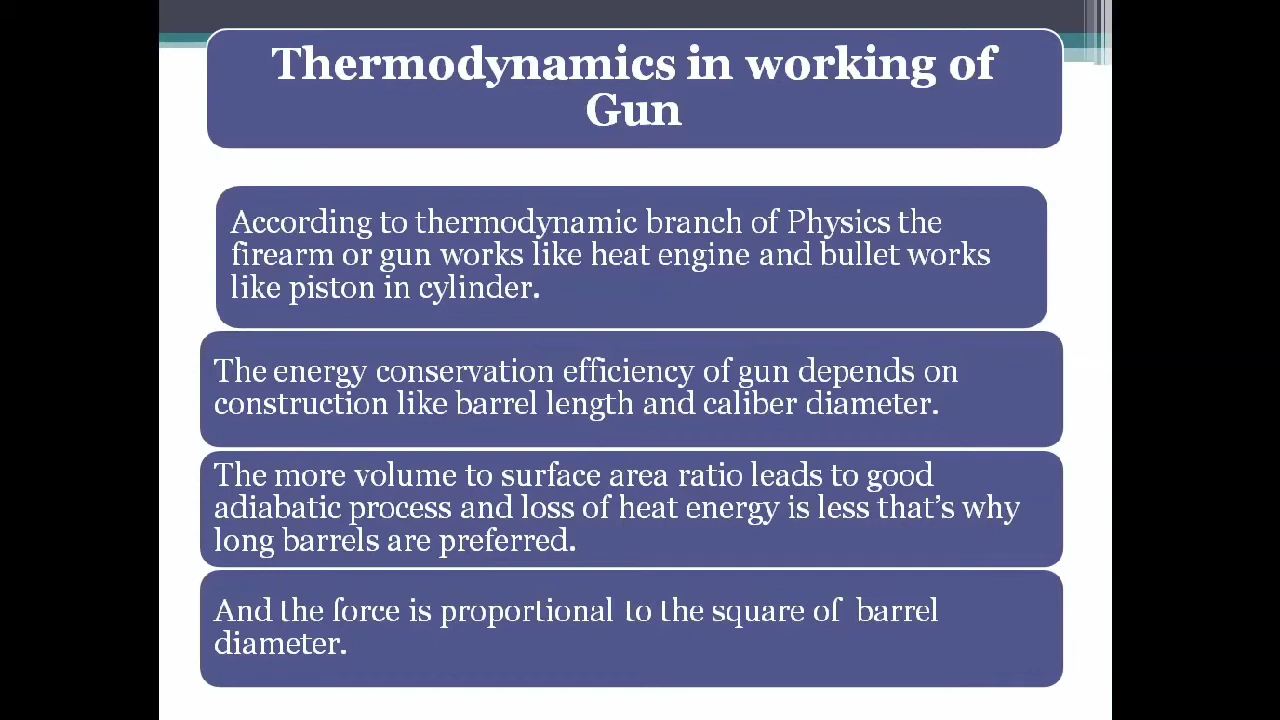 Thermodynamics in working of
Gun
According to thermodynamic branch of Physics the
firearm or gun works like heat engine and bullet works
like piston in cylinder.
The energy conservation efficiency of gun depends on
construction like barrel length and caliber diameter.
The more volume to surface area ratio leads to good
adiabatic process and loss of heat energy is less that's why
long barrels are preferred.
And the force is proportional to the square of barrel
diameter.